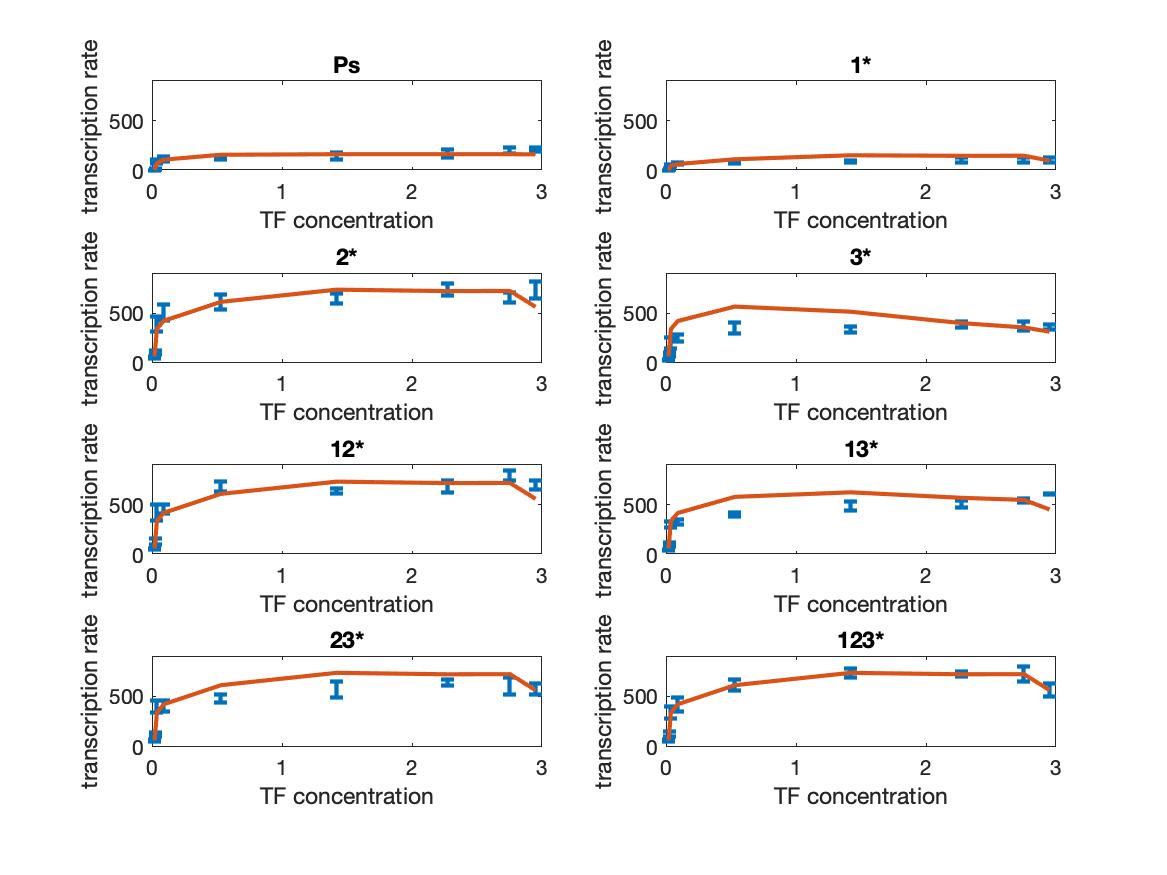 Ps
transcription rate
500
0
0 1 2 3
TF concentration
1*
transcription rate
500
0
0 1 2 3
TF concentration
2*
transcription rate
500
0
0 1 2 3
TF concentration
3*
transcription rate
500
0
0 1 2 3
TF concentration
12*
transcription rate
500
0
0 1 2 3
TF concentration
13*
transcription rate
500
0
0 1 2 3
TF concentration
23*
transcription rate
500
0
0 1 2 3
TF concentration
123*
transcription rate
500
0
0 1 2 3
TF concentration